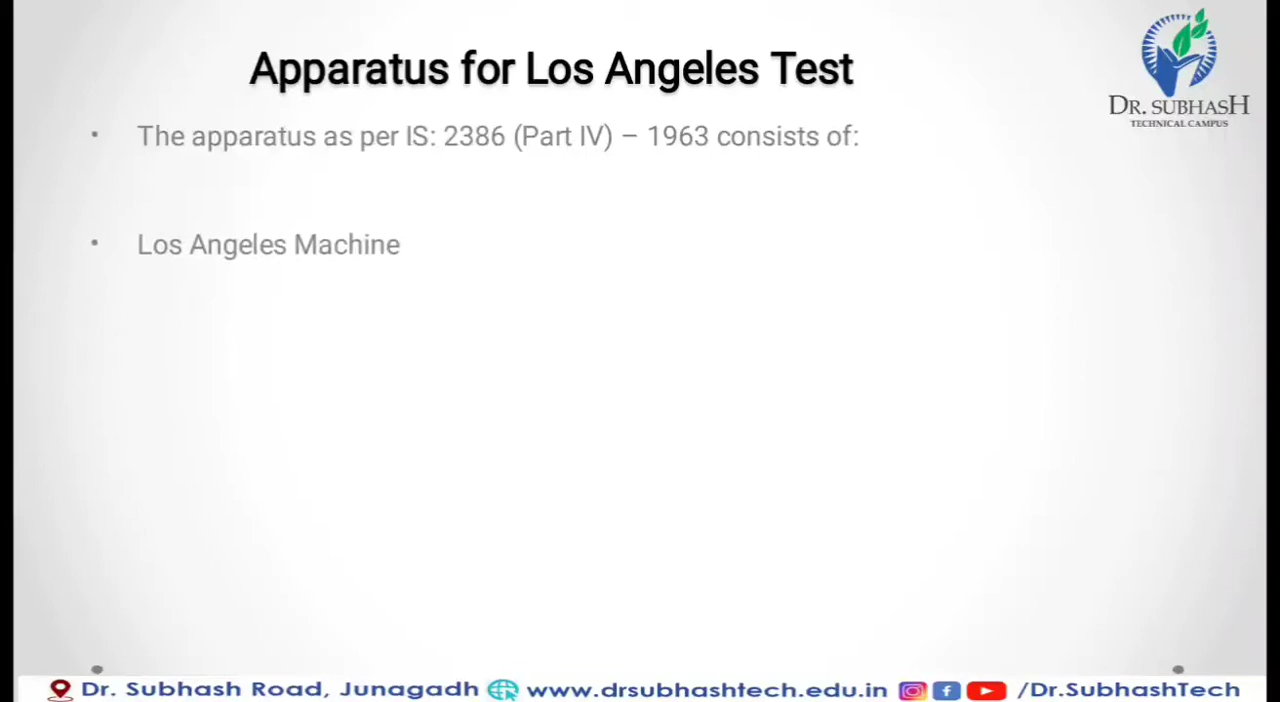 Apparatus for Los Angeles Test
DR. SUBHASH
TECHNICAL CAMPUS
• The apparatus as per IS: 2386 (Part IV) – 1963 consists of:
• Los Angeles Machine
Dr. Subhash Road, Junagadh www.drsubhashtech.edu.in /Dr.SubhashTech